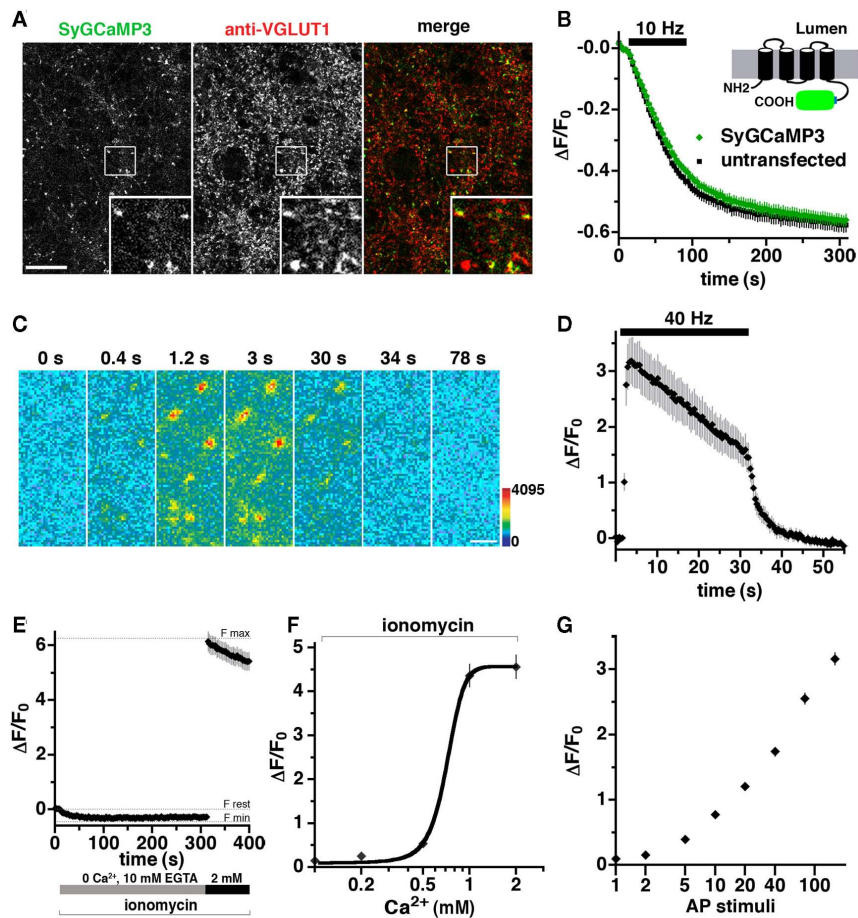 A
SyGCaMP3 anti-VGLUT1 merge
B
10 Hz
Lumen
NH2
COOH
SyGCaMP3
untransfected
ΔF/F0
-0.0
-0.2
-0.4
-0.6
0 100 200 300
time (s)
C
0 s 0.4 s 1.2 s 3 s 30 s 34 s 78 s
4095
0
D
40 Hz
ΔF/F0
3
2
1
0
10 20 30 40 50
time (s)
E
F max
ΔF/F0
6
4
2
0
F rest
F min
0 100 200 300 400
time (s)
0 Ca2+, 10 mM EGTA 2 mM
ionomycin
F
ionomycin
ΔF/F0
5
4
3
2
1
0
0.2 0.5 1 2
Ca2+ (mM)
G
ΔF/F0
3
2
1
0
1 2 5 10 20 40 100
AP stimuli